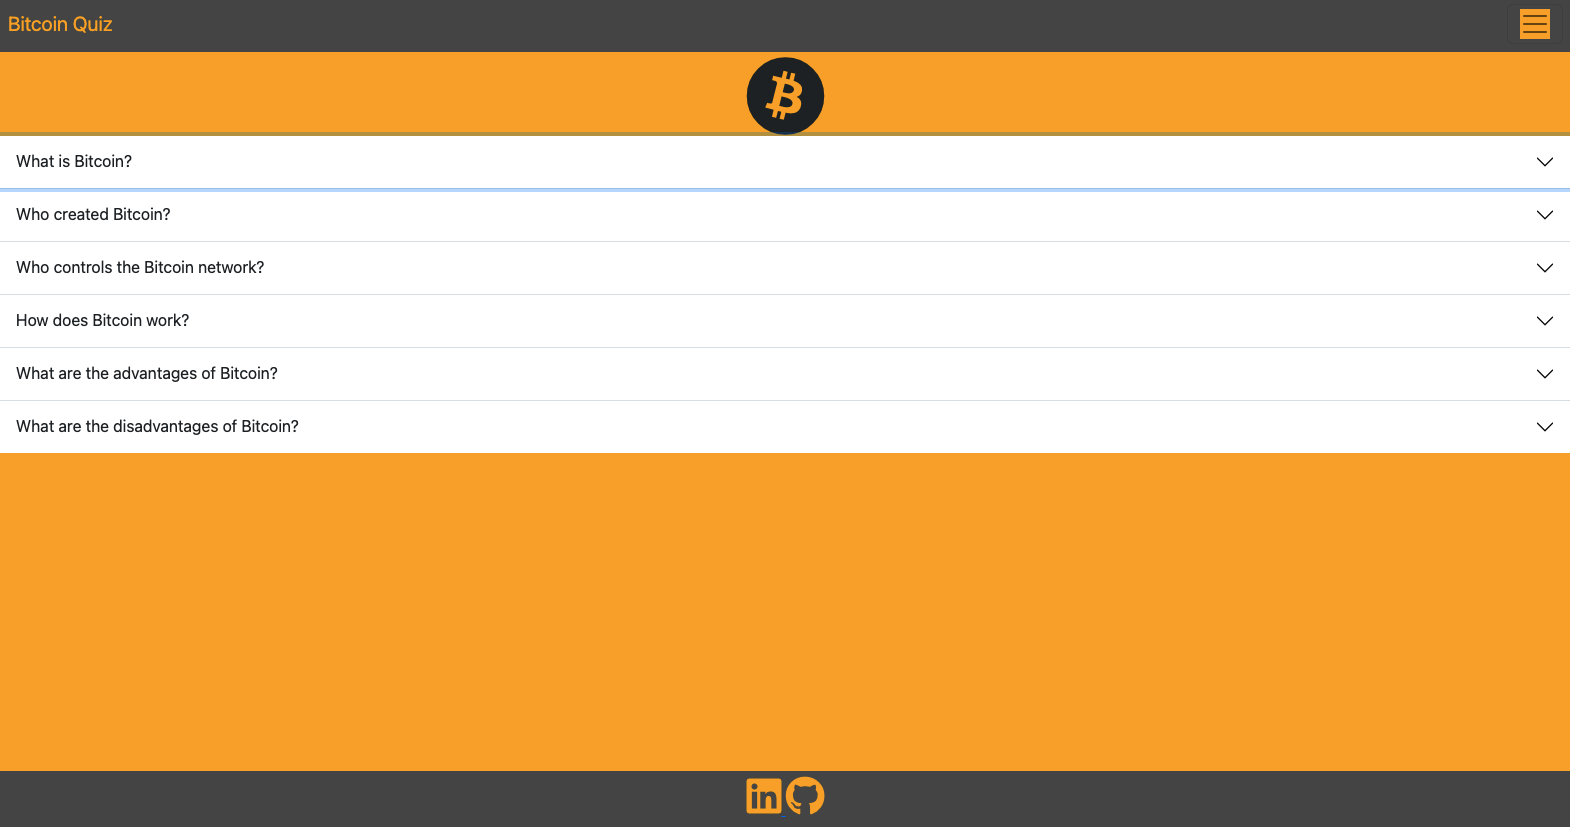 Bitcoin Quiz
What is Bitcoin?
Who created Bitcoin?
Who controls the Bitcoin network?
How does Bitcoin work?
What are the advantages of Bitcoin?
What are the disadvantages of Bitcoin?
in